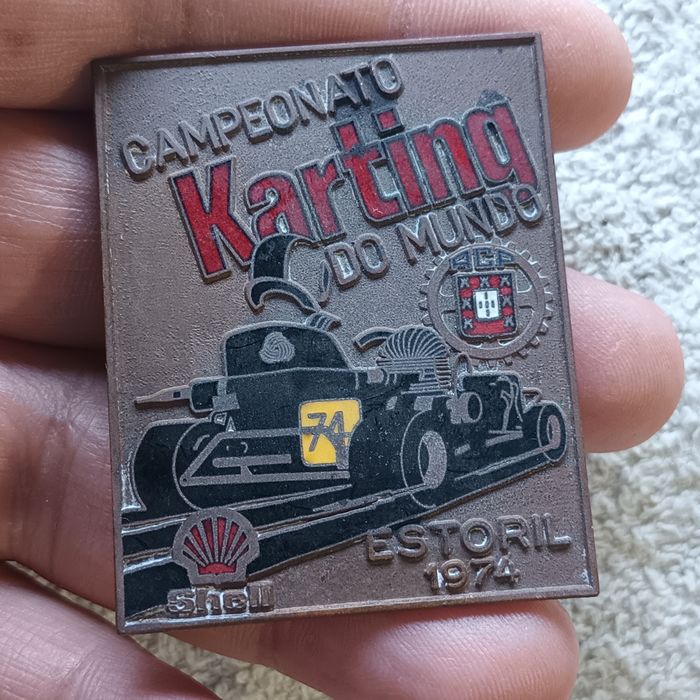 CAMPEONATO
Karting
DO MUNDO
ACP
74
Shell
ESTORIL
1974